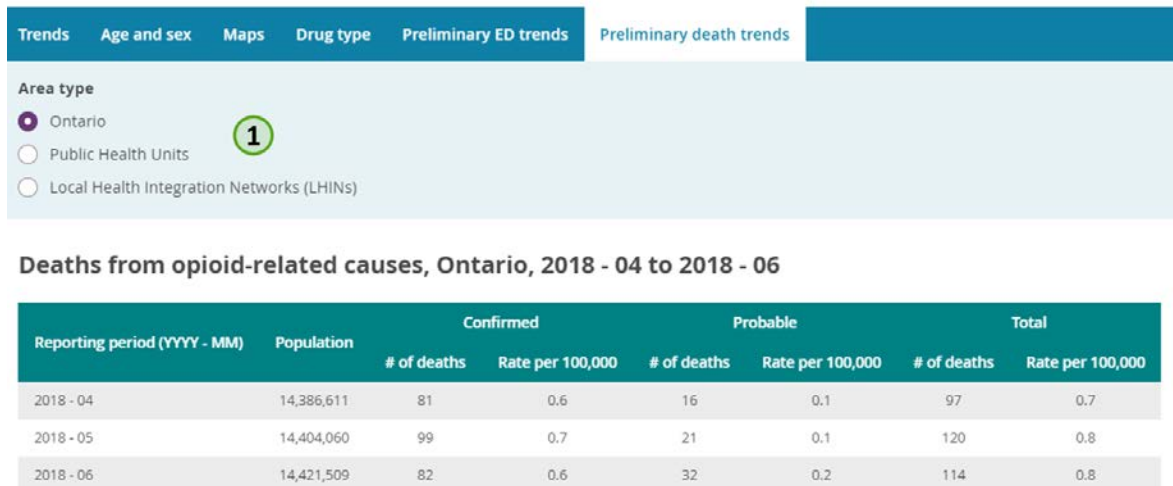 Trends Age and sex Maps Drug type Preliminary ED trends Preliminary death trends
Area type
Ontario
1
Public Health Units
Local Health Integration Networks (LHINs)
Deaths from opioid-related causes, Ontario, 2018 - 04 to 2018 - 06
Confirmed Probable Total
Reporting period (YYYY - MM) Population # of deaths Rate per 100,000 # of deaths Rate per 100,000 # of deaths Rate per 100,000
2018 - 04 14,386,611 81 0.6 16 0.1 97 0.7
2018 - 05 14,404,060 99 0.7 21 0.1 120 0.8
2018 - 06 14,421,509 82 0.6 32 0.2 114 0.8